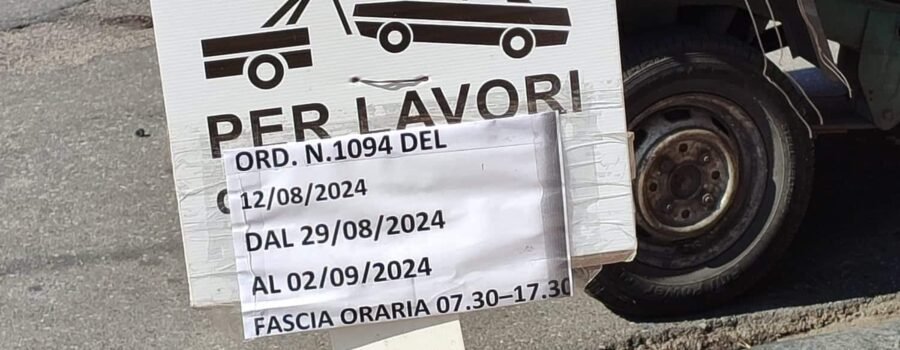 PER LAVORI
ORD. N.1094 DEL
12/08/2024
DAL 29/08/2024
AL 02/09/2024
FASCIA ORARIA 07.30–17.30